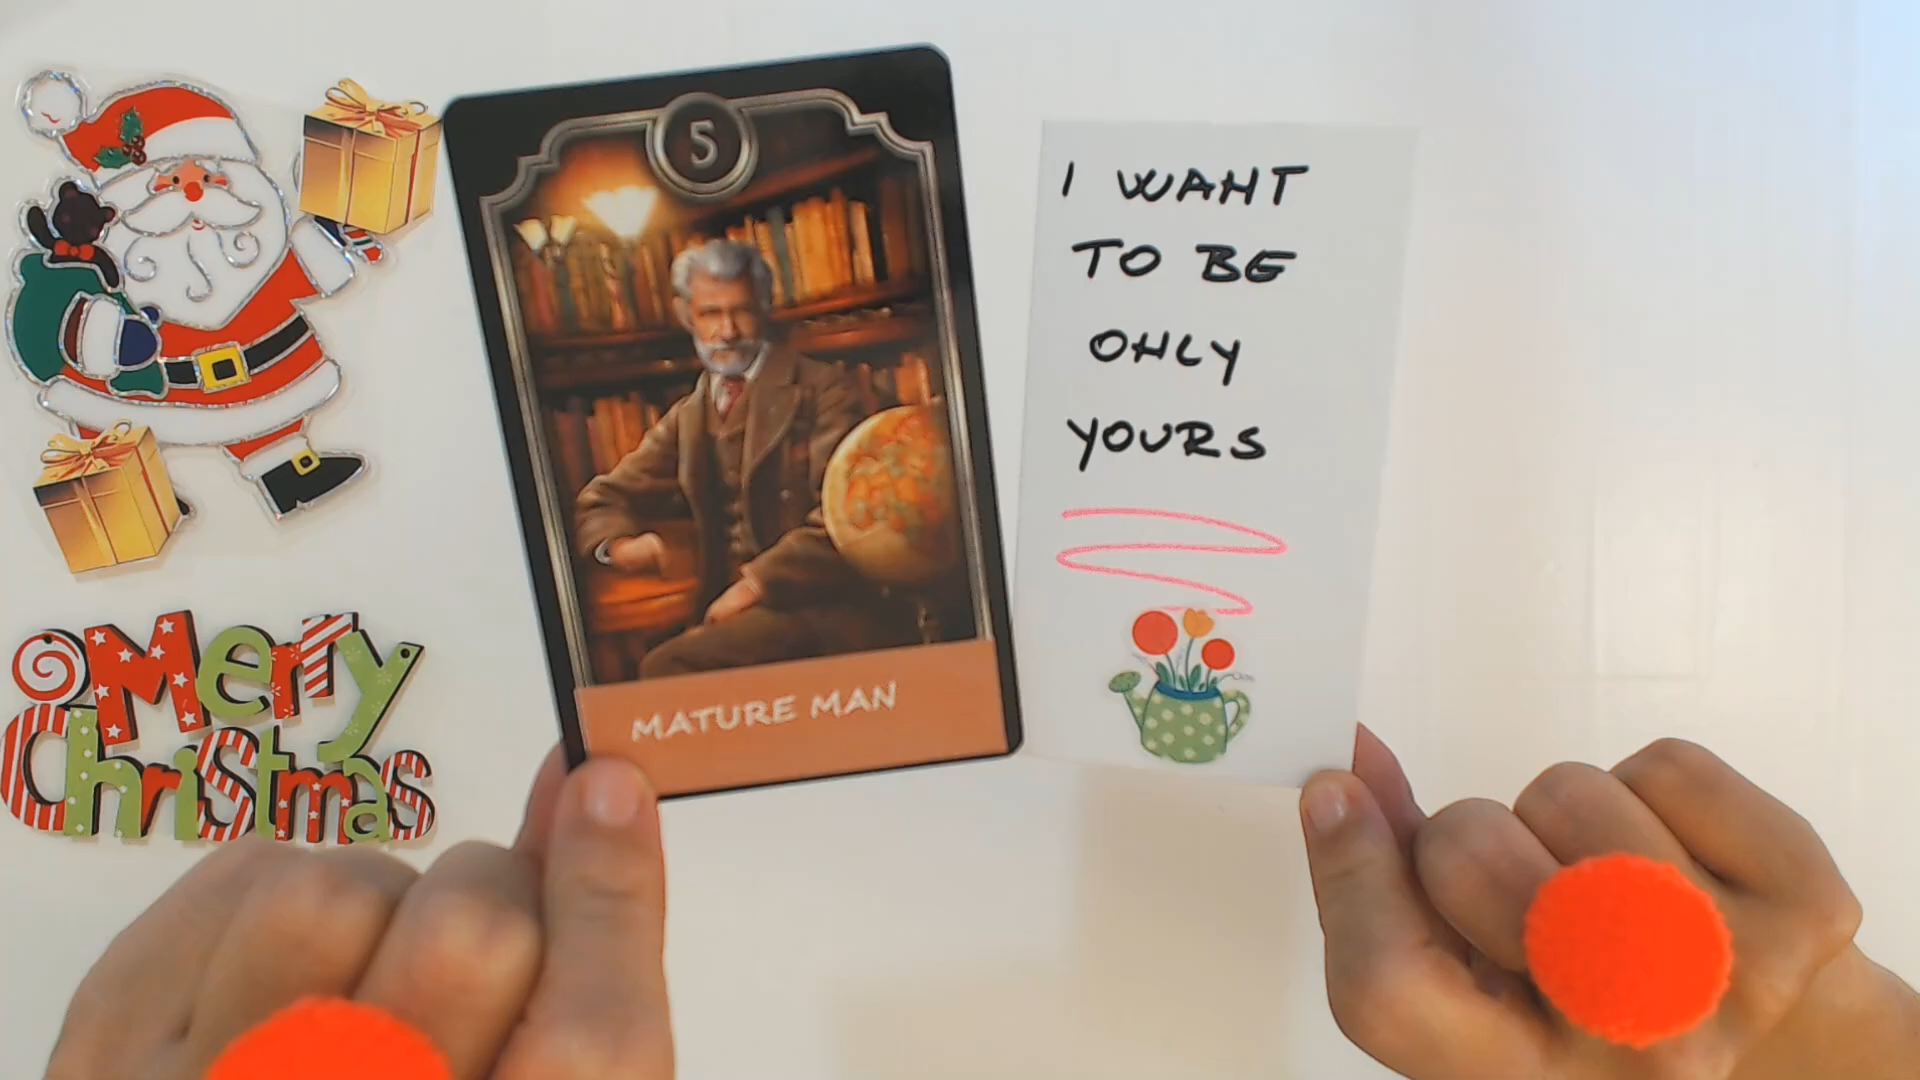 5
MATURE MAN
I WANT
TO BE
ONLY
YOURS
Merry
Christmas